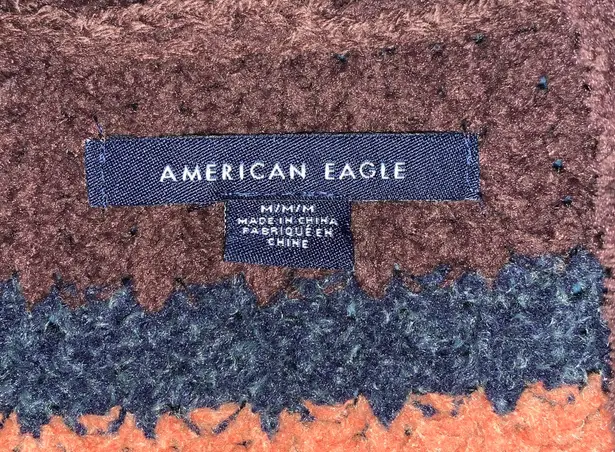 AMERICAN EAGLE
M/M/M
MADE IN CHINA
FABRIQUÉ EN
CHINE